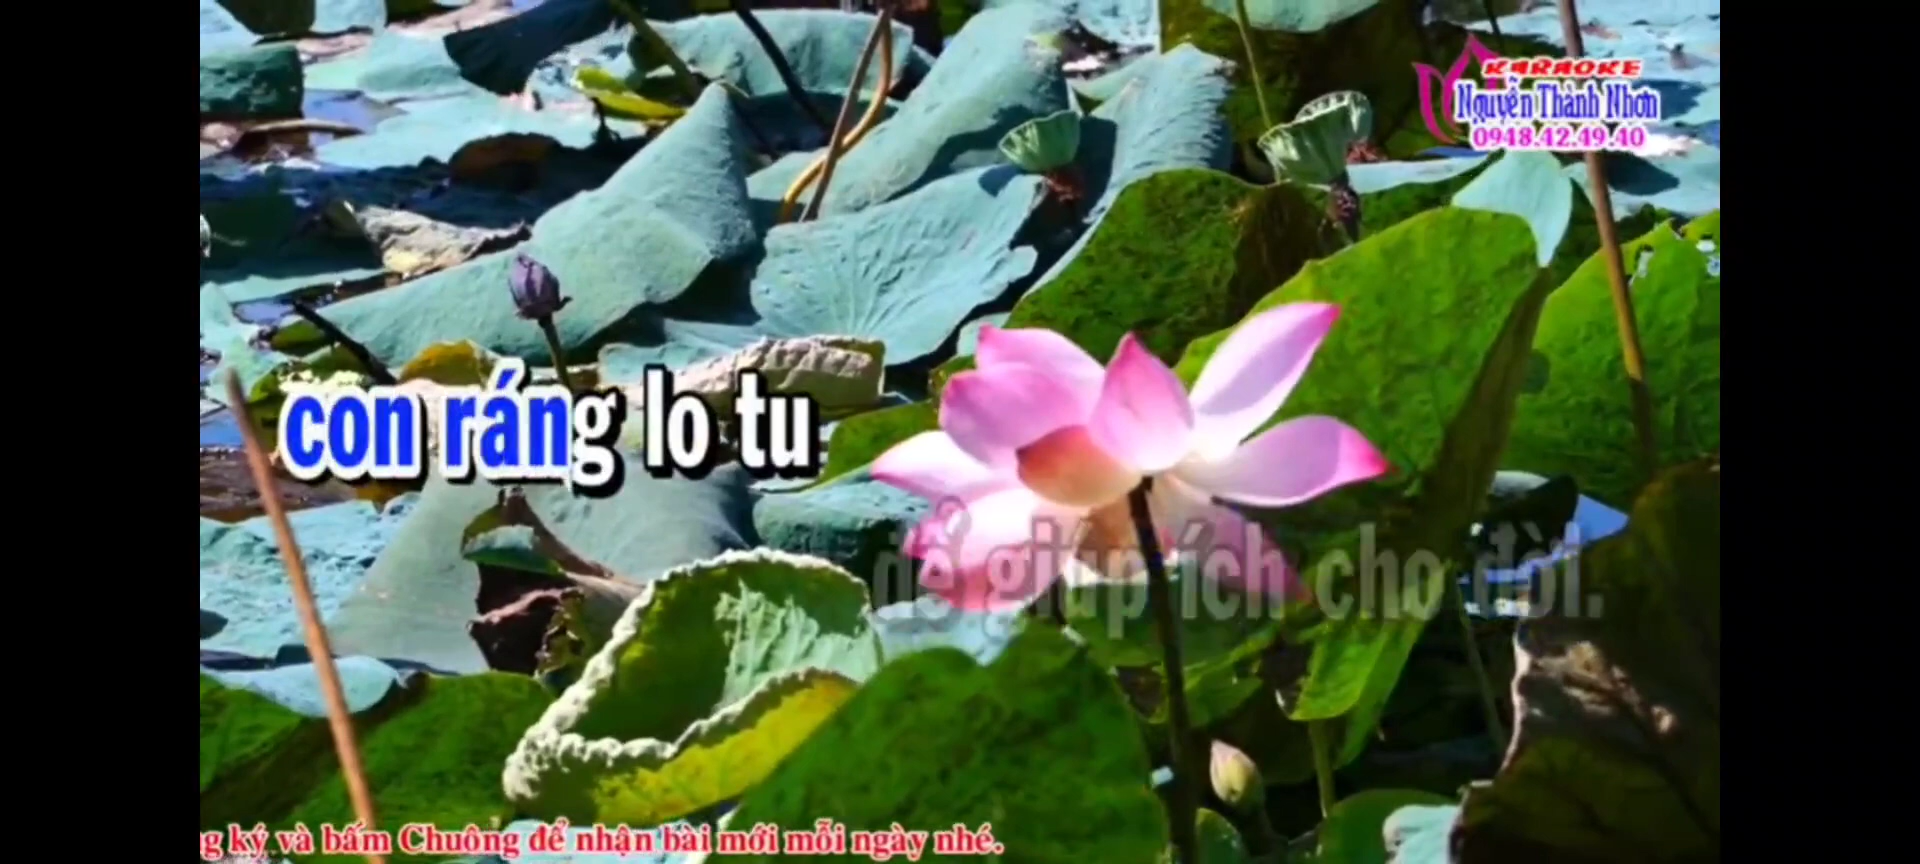 KARAOKE
Nguyễn Thành Nhơn
0948.42.49.40
con ráng lo tu
để giúp ích cho đời.
ký và bấm Chuông để nhận bài mới mỗi ngày nhé.